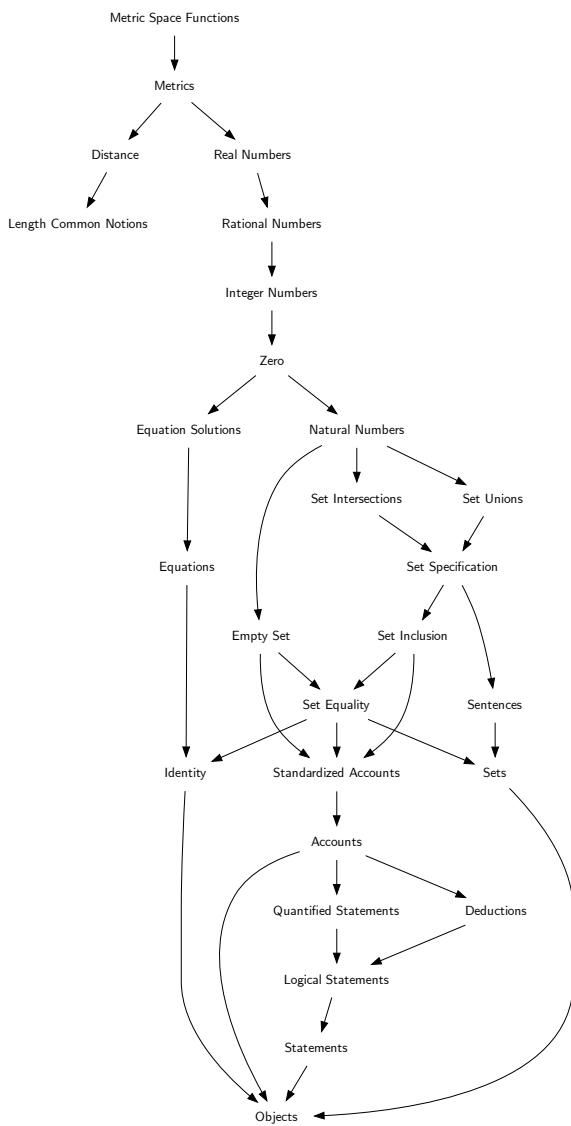 Metric Space Functions
Metrics
Distance
Real Numbers
Length Common Notions
Rational Numbers
Integer Numbers
Zero
Equation Solutions
Natural Numbers
Set Intersections
Set Unions
Equations
Set Specification
Empty Set
Set Inclusion
Set Equality
Sentences
Identity
Standardized Accounts
Sets
Accounts
Quantified Statements
Deductions
Logical Statements
Statements
Objects